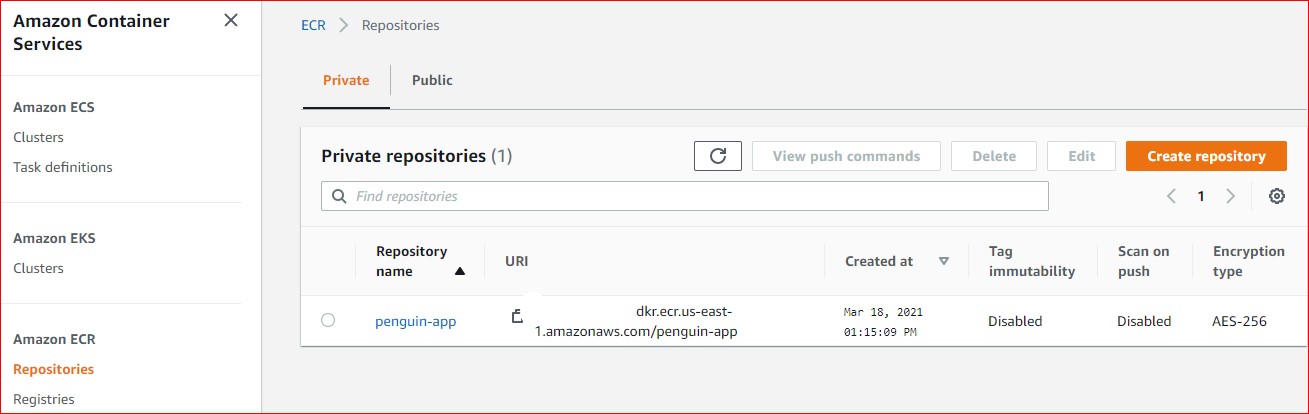 Amazon Container
Services
Amazon ECS
Clusters
Task definitions
Amazon EKS
Clusters
Amazon ECR
Repositories
Registries
ECR
Repositories
Private
Public
Private repositories (1)
View push commands
Delete
Edit
Create repository
Find repositories
1
Repository
name
URI
Created at
Tag
immutability
Scan on
push
Encryption
type
penguin-app
dkr.ecr.us-east-
1.amazonaws.com/penguin-app
Mar 18, 2021
01:15:09 PM
Disabled
Disabled
AES-256